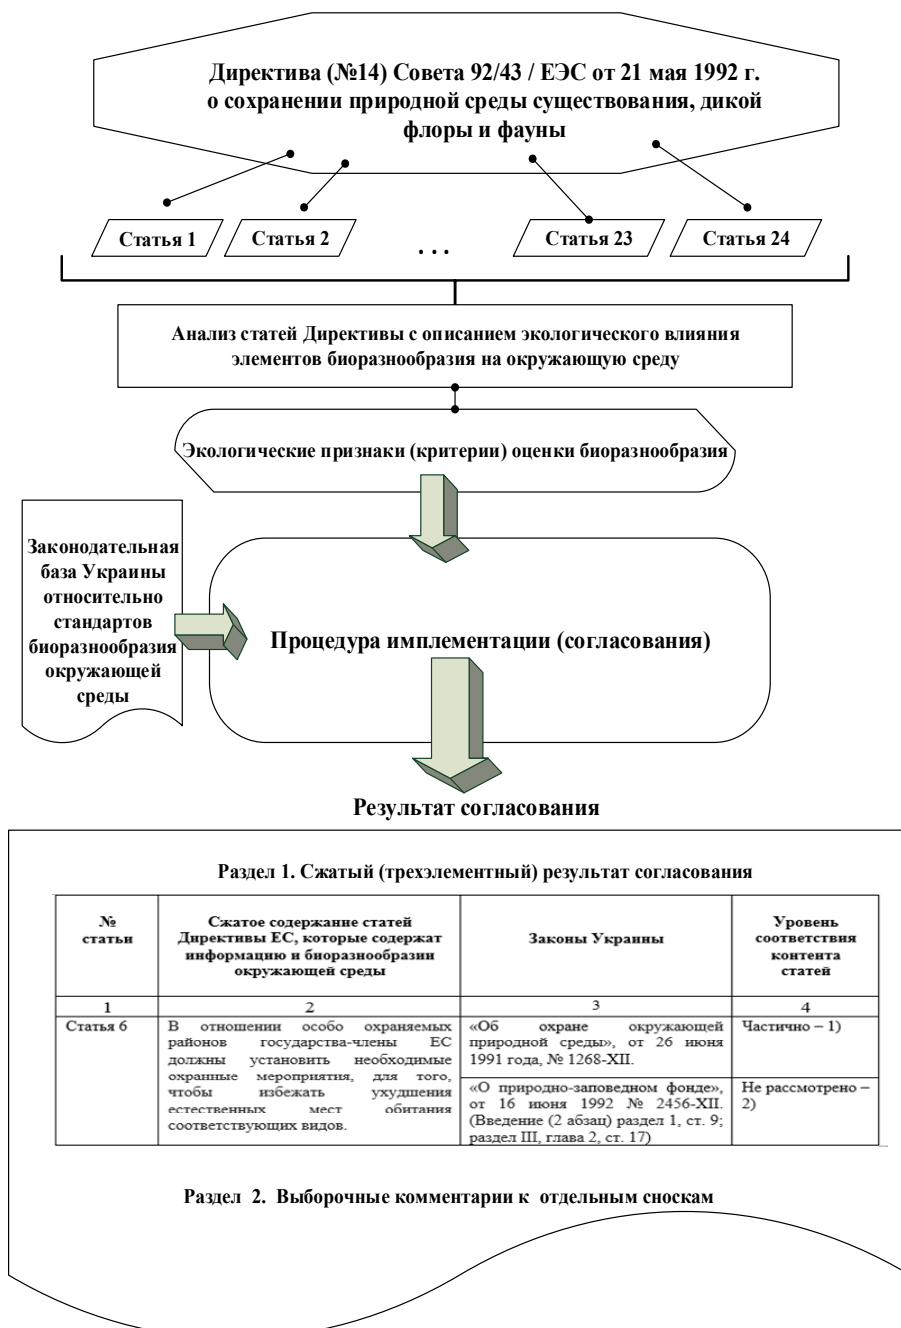 Директива (№14) Совета 92/43 / ЕЭС от 21 мая 1992 г.
о сохранении природной среды существования, дикой
флоры и фауны
Статья 1
Статья 2
. . .
Статья 23
Статья 24
Анализ статей Директивы с описанием экологического влияния
элементов биоразнообразия на окружающую среду
Экологические признаки (критерии) оценки биоразнообразия
Законодательная
база Украины
относительно
стандартов
биоразнообразия
окружающей
среды
Процедура имплементации (согласования)
Результат согласования
Раздел 1. Сжатый (трехэлементный) результат согласования
№
статьи
Сжатое содержание статей
Директивы ЕС, которые содержат
информацию и биоразнообразии
окружающей среды
Законы Украины
Уровень
соответствия
контента
статей
1
2
3
4
Статья 6
В отношении особо охраняемых
районов государства-члены ЕС
должны установить необходимые
охранные мероприятия, для того,
чтобы избежать ухудшения
естественных мест обитания
соответствующих видов.
«Об охране окружающей
природной среды», от 26 июня
1991 года, № 1268-XII.
Частично – 1)
«О природно-заповедном фонде»,
от 16 июня 1992 № 2456-XII.
(Введение (2 абзац) раздел 1, ст. 9;
раздел III, глава 2, ст. 17)
Не рассмотрено –
2)
Раздел 2. Выборочные комментарии к отдельным сноскам